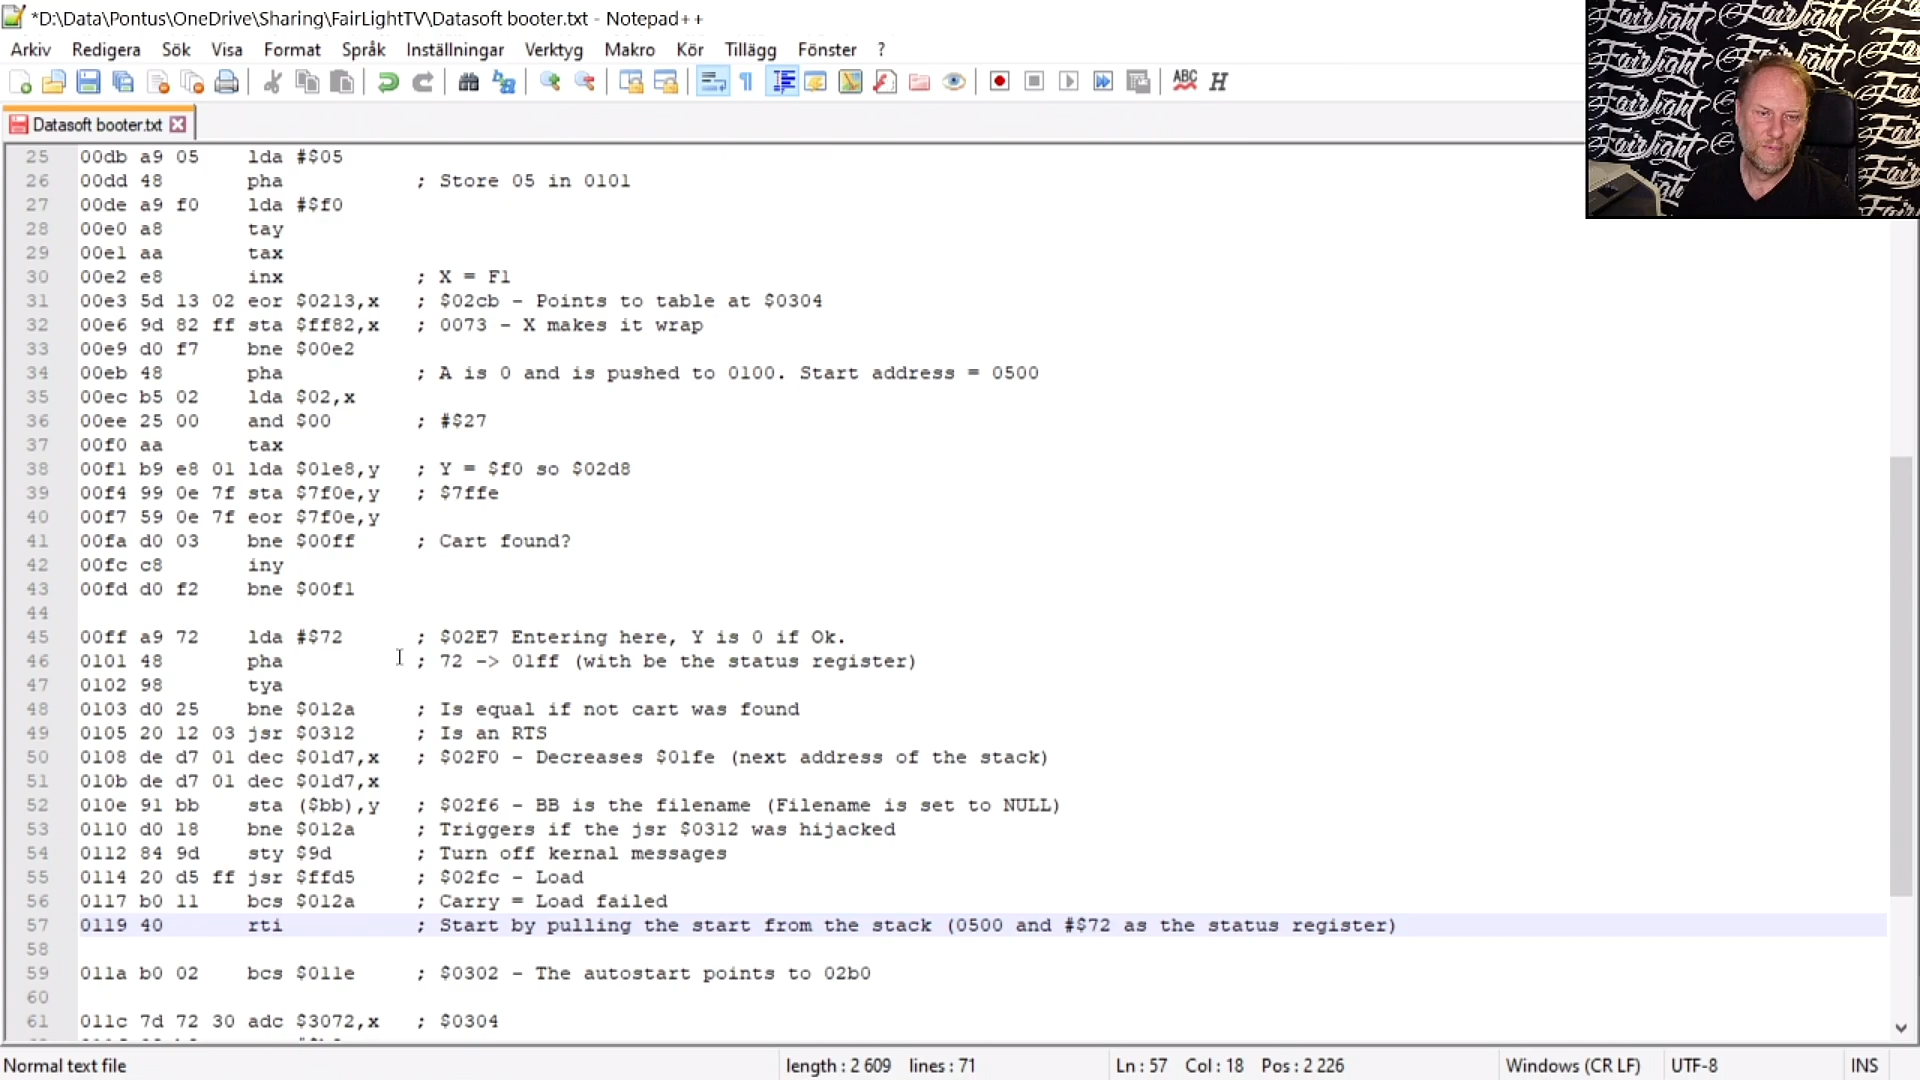 *D:\Data\Pontus\OneDrive\Sharing\FairLightTV\Datasoft booter.txt - Notepad++
Arkiv Redigera Sök Visa Format Språk Inställningar Verktyg Makro Kör Tillägg Fönster ?
ABC H
Datasoft booter.txt
25 00db a9 05 lda #$05
26 00dd 48 pha ; Store 05 in 0101
27 00de a9 f0 lda #$f0
28 00e0 a8 tay
29 00e1 aa tax
30 00e2 e8 inx ; X = F1
31 00e3 5d 13 02 eor $0213,x ; $02cb - Points to table at $0304
32 00e6 9d 82 ff sta $ff82,x ; 0073 - X makes it wrap
33 00e9 d0 f7 bne $00e2
34 00eb 48 pha ; A is 0 and is pushed to 0100. Start address = 0500
35 00ec b5 02 lda $02,x
36 00ee 25 00 and $00 ; #$27
37 00f0 aa tax
38 00f1 b9 e8 01 lda $01e8,y ; Y = $f0 so $02d8
39 00f4 99 0e 7f sta $7f0e,y ; $7ffe
40 00f7 59 0e 7f eor $7f0e,y
41 00fa d0 03 bne $00ff ; Cart found?
42 00fc c8 iny
43 00fd d0 f2 bne $00f1
44
45 00ff a9 72 lda #$72 ; $02E7 Entering here, Y is 0 if Ok.
46 0101 48 pha ; 72 -> 01ff (with be the status register)
47 0102 98 tya
48 0103 d0 25 bne $012a ; Is equal if not cart was found
49 0105 20 12 03 jsr $0312 ; Is an RTS
50 0108 de d7 01 dec $01d7,x ; $02F0 - Decreases $01fe (next address of the stack)
51 010b de d7 01 dec $01d7,x
52 010e 91 bb sta ($bb),y ; $02f6 - BB is the filename (Filename is set to NULL)
53 0110 d0 18 bne $012a ; Triggers if the jsr $0312 was hijacked
54 0112 84 9d sty $9d ; Turn off kernal messages
55 0114 20 d5 ff jsr $ffd5 ; $02fc - Load
56 0117 b0 11 bcs $012a ; Carry = Load failed
57 0119 40 rti ; Start by pulling the start from the stack (0500 and #$72 as the status register)
58
59 011a b0 02 bcs $011e ; $0302 - The autostart points to 02b0
60
61 011c 7d 72 30 adc $3072,x ; $0304
Normal text file length : 2 609 lines : 71 Ln : 57 Col : 18 Pos : 2 226 Windows (CR LF) UTF-8 INS
Fairlight
Fairlight
Fairlight
Fairlight